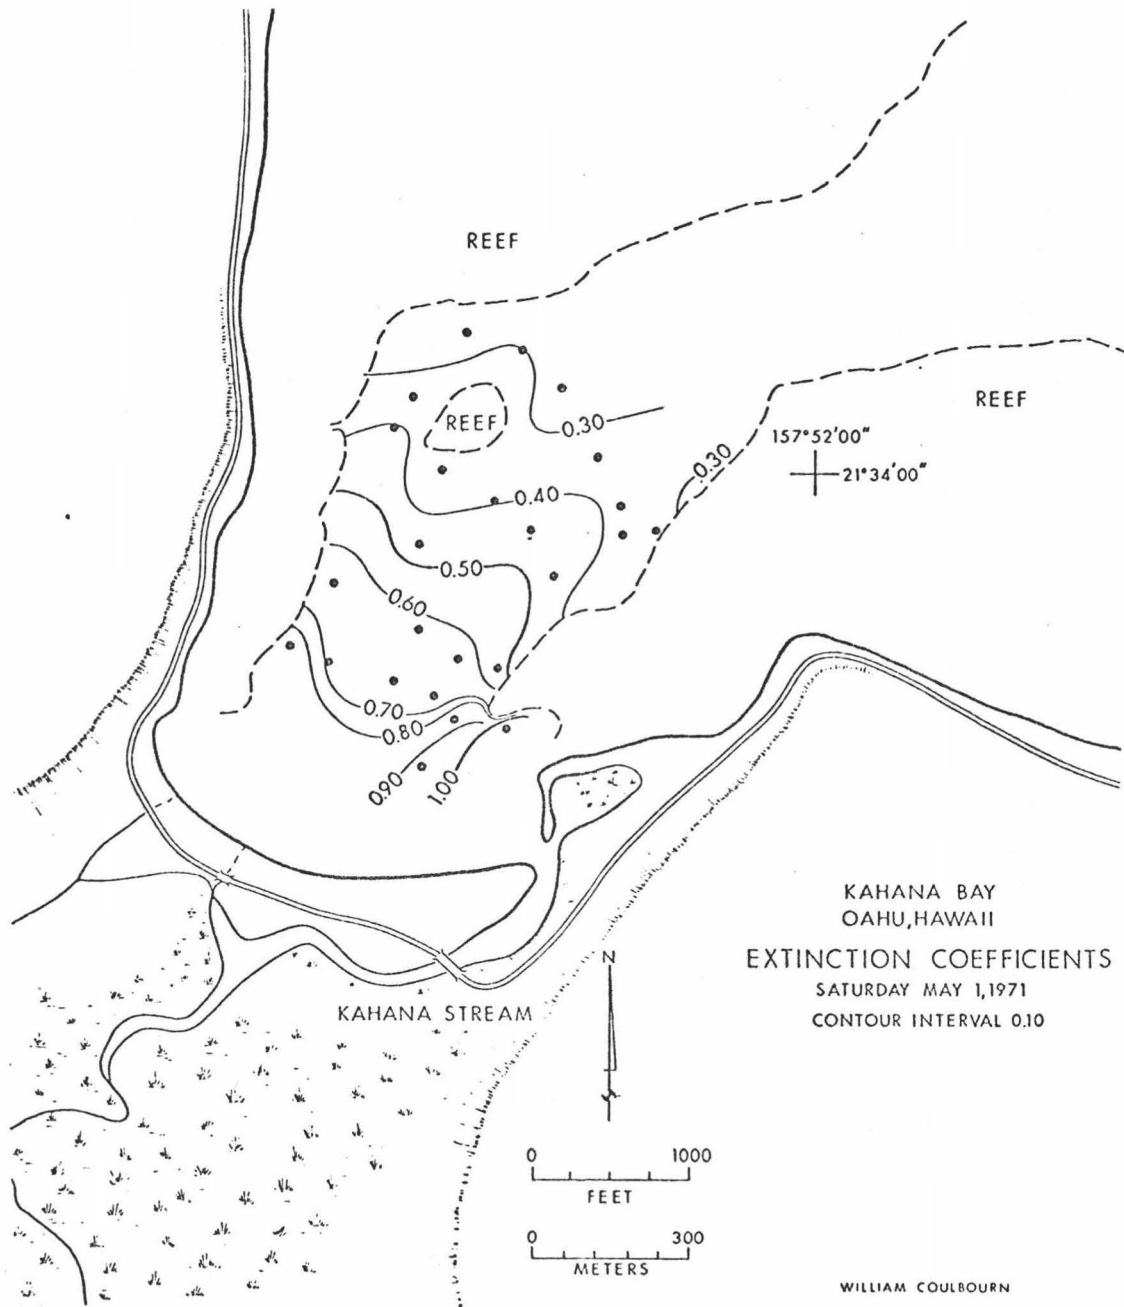 REEF
REEF
REEF
0.30
157°52'00"
0.30
21°34'00"
0.40
0.50
0.60
0.70
0.80
0.90
1.00
KAHANA BAY
OAHU,HAWAII
EXTINCTION COEFFICIENTS
SATURDAY MAY 1,1971
CONTOUR INTERVAL 0.10
N
KAHANA STREAM
0 1000
FEET
0 300
METERS
WILLIAM COULBOURN